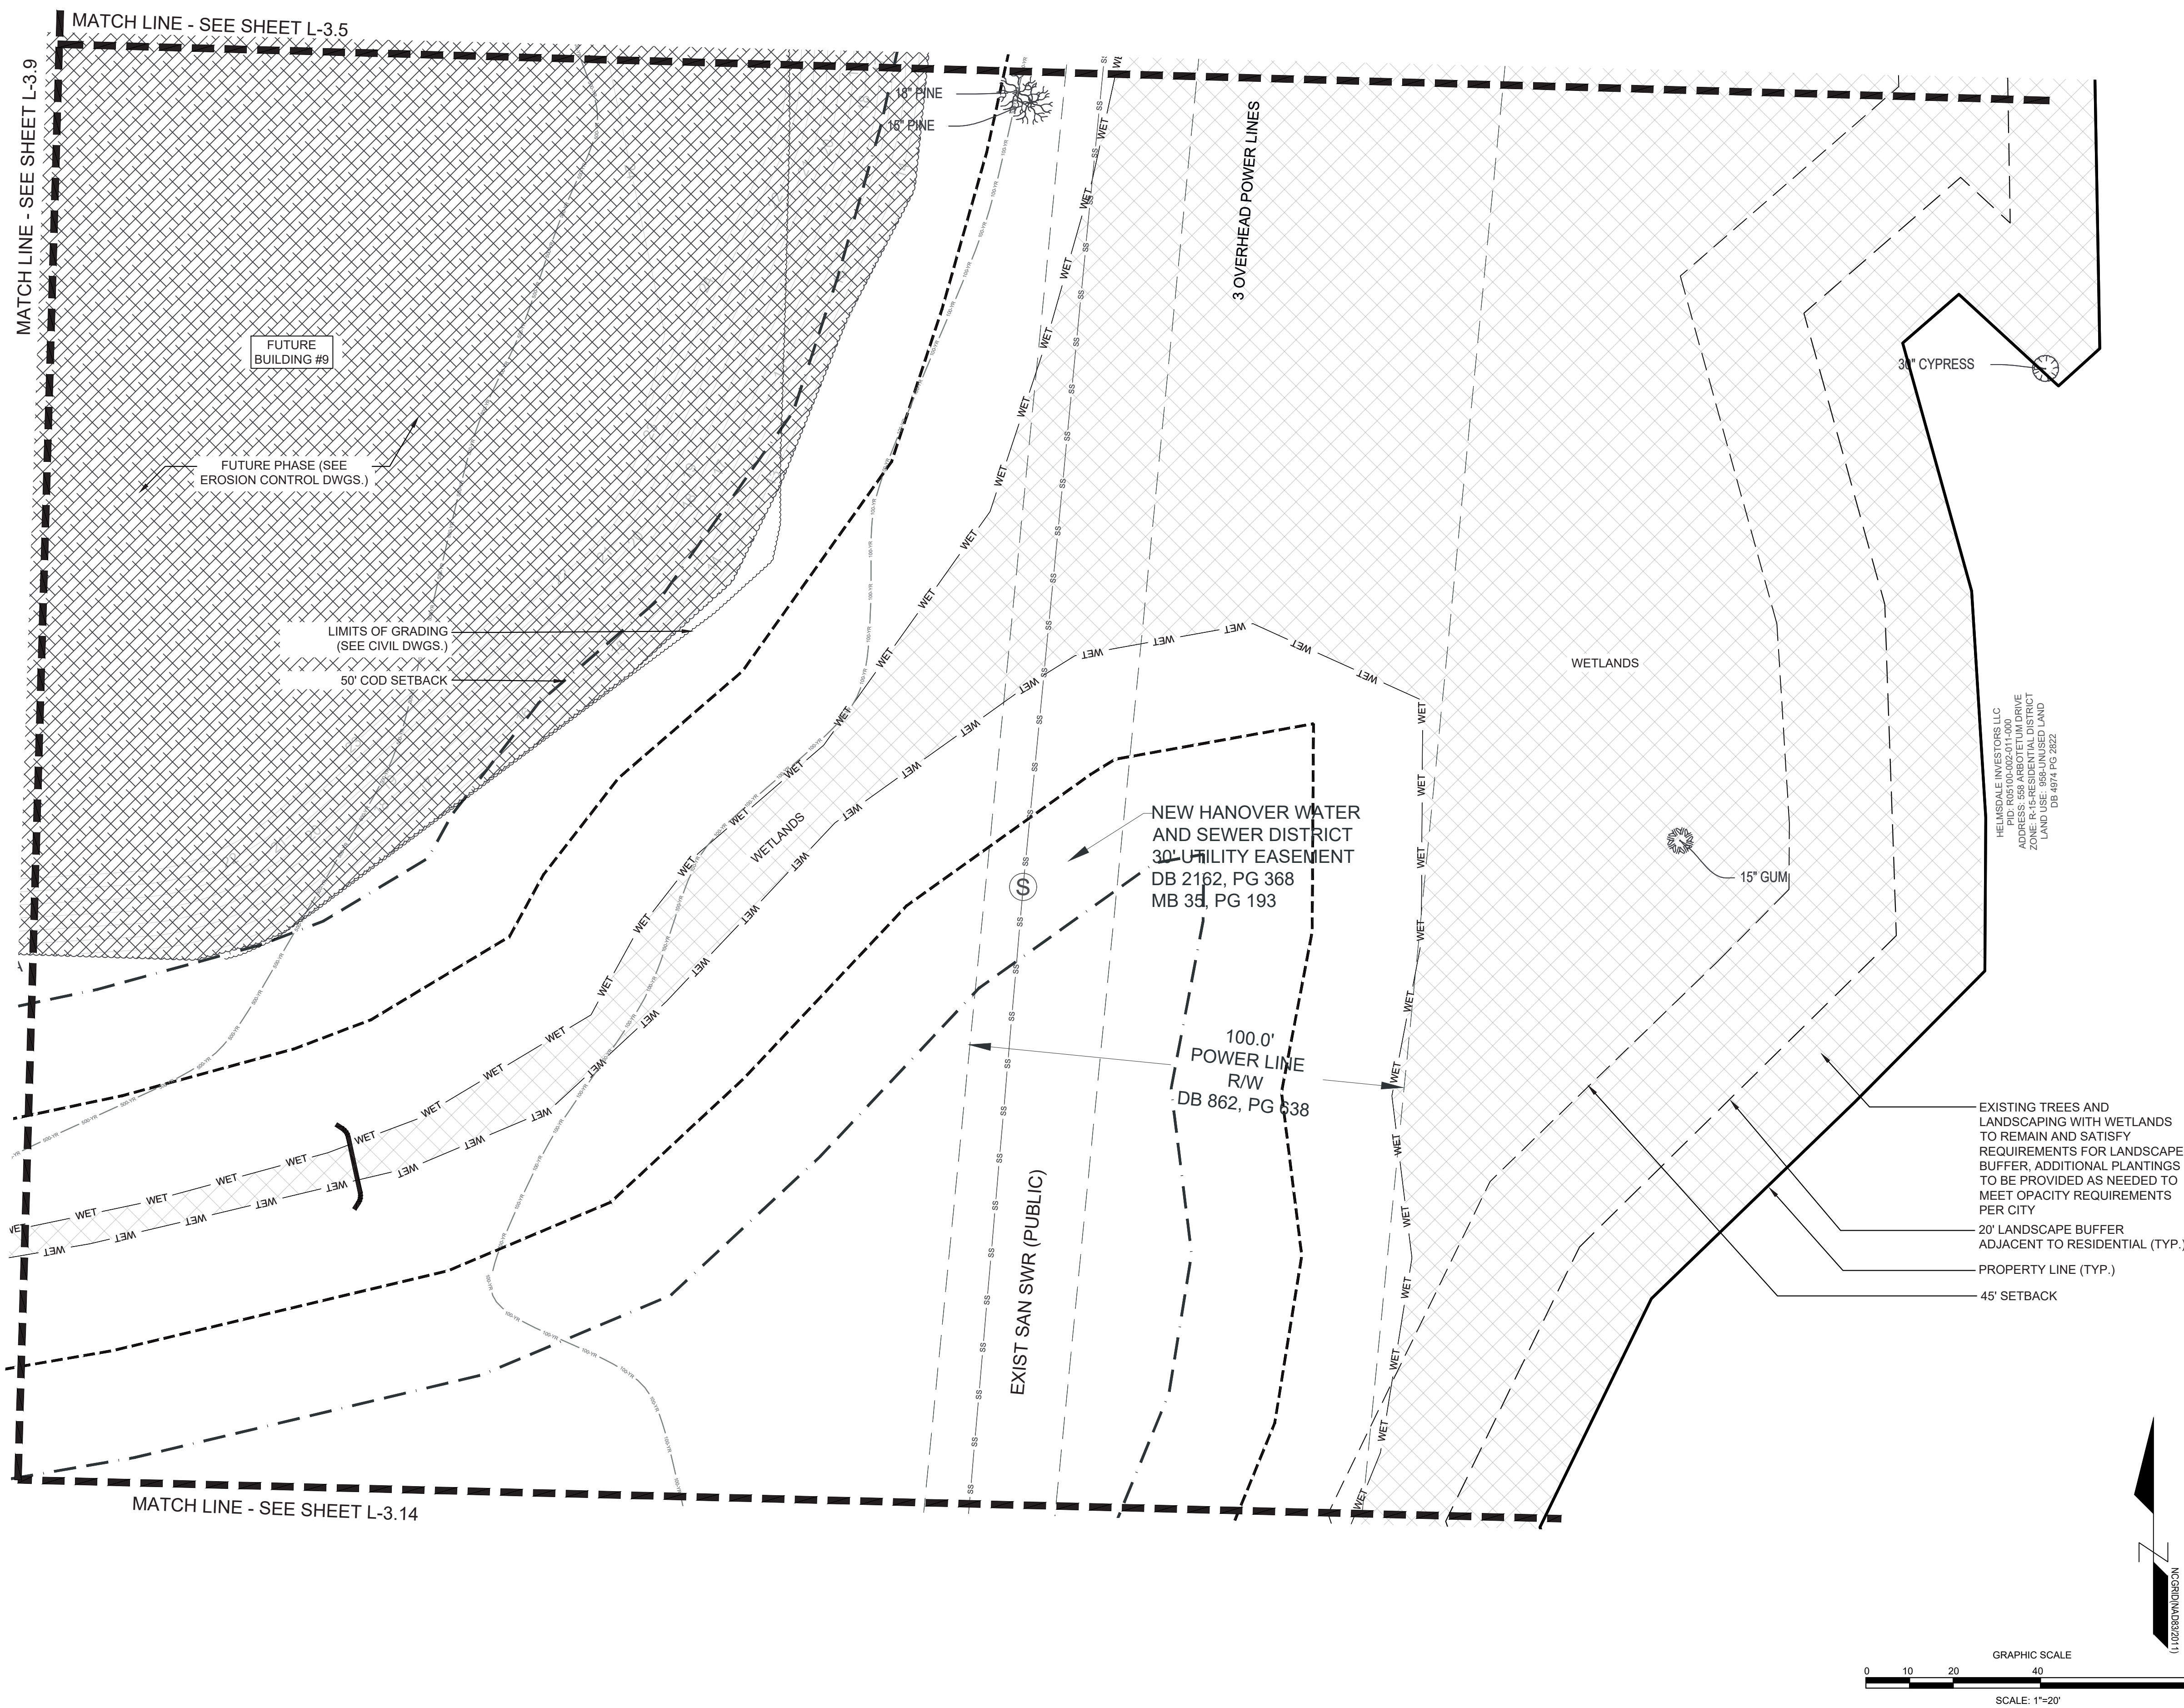 MATCH LINE - SEE SHEET L-3.5
MATCH LINE - SEE SHEET L-3.9
18" PINE
15" PINE
3 OVERHEAD POWER LINES
FUTURE
BUILDING #9
FUTURE PHASE (SEE
EROSION CONTROL DWGS.)
LIMITS OF GRADING
(SEE CIVIL DWGS.)
50' COD SETBACK
30" CYPRESS
WETLANDS
WETLANDS
HELMSDALE INVESTORS LLC
PID: R05100-002-011-000
ADDRESS: 558 ARBOTETUM DRIVE
ZONE: R-15-RESIDENTIAL DISTRICT
LAND USE: 958-UNUSED LAND
DB 4974 PG 2822
NEW HANOVER WATER
AND SEWER DISTRICT
30' UTILITY EASEMENT
DB 2162, PG 368
MB 35, PG 193
S
15" GUM
100.0'
POWER LINE
R/W
DB 862, PG 638
EXIST SAN SWR (PUBLIC)
EXISTING TREES AND
LANDSCAPING WITH WETLANDS
TO REMAIN AND SATISFY
REQUIREMENTS FOR LANDSCAPE
BUFFER, ADDITIONAL PLANTINGS
TO BE PROVIDED AS NEEDED TO
MEET OPACITY REQUIREMENTS
PER CITY
20' LANDSCAPE BUFFER
ADJACENT TO RESIDENTIAL (TYP.)
PROPERTY LINE (TYP.)
45' SETBACK
WET
SS
100-YR
500-YR
MATCH LINE - SEE SHEET L-3.14
NCGRID(NAD83/2011)
GRAPHIC SCALE
0 10 20 40
SCALE: 1"=20'